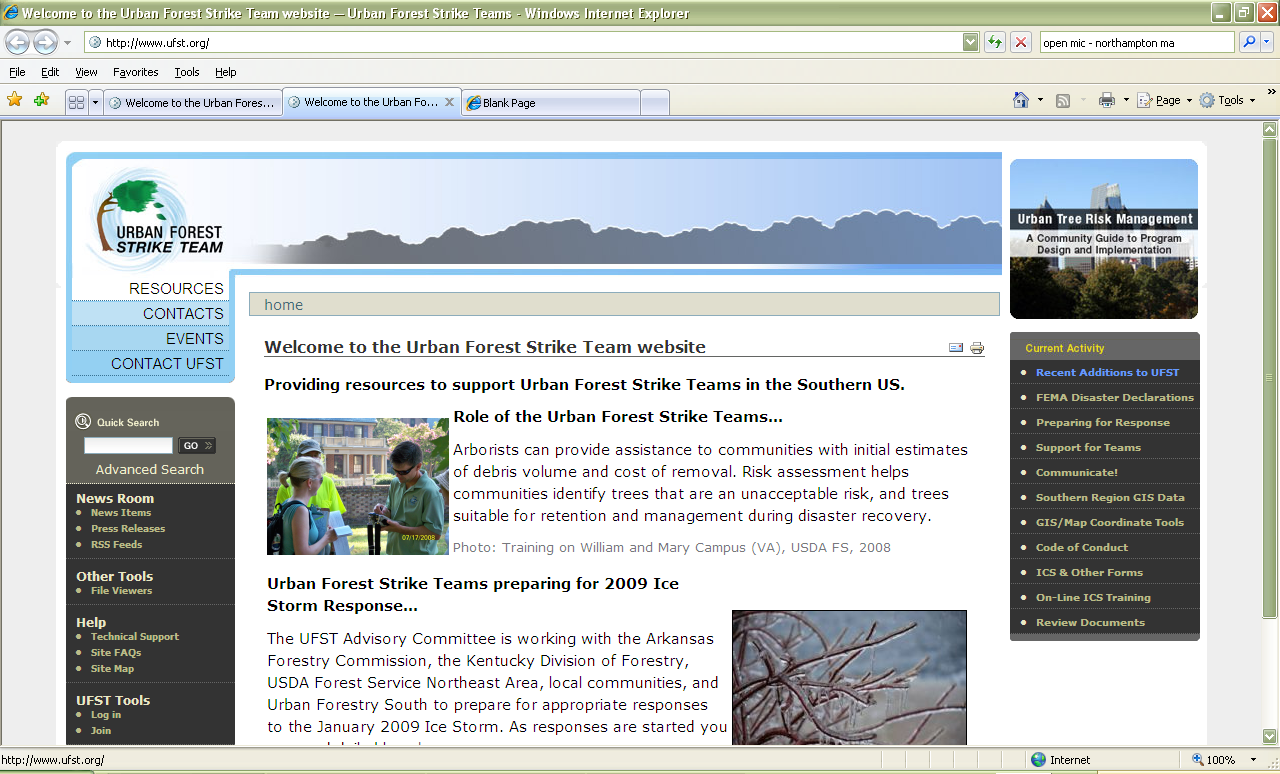 Welcome to the Urban Forest Strike Team website — Urban Forest Strike Teams - Windows Internet Explorer
http://www.ufst.org/
open mic - northampton ma
File Edit View Favorites Tools Help
Welcome to the Urban Fores...
Welcome to the Urban Fo...
Blank Page
Page
Tools
URBAN FOREST
STRIKE TEAM
RESOURCES
CONTACTS
EVENTS
CONTACT UFST
Quick Search
GO
Advanced Search
News Room
News Items
Press Releases
RSS Feeds
Other Tools
File Viewers
Help
Technical Support
Site FAQs
Site Map
UFST Tools
Log in
Join
home
Welcome to the Urban Forest Strike Team website
Providing resources to support Urban Forest Strike Teams in the Southern US.
Role of the Urban Forest Strike Teams...
Arborists can provide assistance to communities with initial estimates
of debris volume and cost of removal. Risk assessment helps
communities identify trees that are an unacceptable risk, and trees
suitable for retention and management during disaster recovery.
07/17/2008
Photo: Training on William and Mary Campus (VA), USDA FS, 2008
Urban Forest Strike Teams preparing for 2009 Ice
Storm Response...
The UFST Advisory Committee is working with the Arkansas
Forestry Commission, the Kentucky Division of Forestry,
USDA Forest Service Northeast Area, local communities, and
Urban Forestry South to prepare for appropriate responses
to the January 2009 Ice Storm. As responses are started you
Urban Tree Risk Management
A Community Guide to Program
Design and Implementation
Current Activity
Recent Additions to UFST
FEMA Disaster Declarations
Preparing for Response
Support for Teams
Communicate!
Southern Region GIS Data
GIS/Map Coordinate Tools
Code of Conduct
ICS & Other Forms
On-Line ICS Training
Review Documents
http://www.ufst.org/
Internet
100%